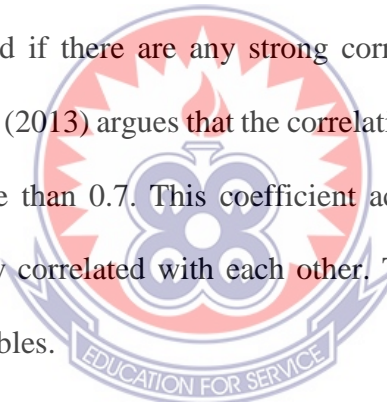 d if there are any strong corr
(2013) argues that the correlati
e than 0.7. This coefficient ac
y correlated with each other. T
bles.
EDUCATION FOR SERVICE